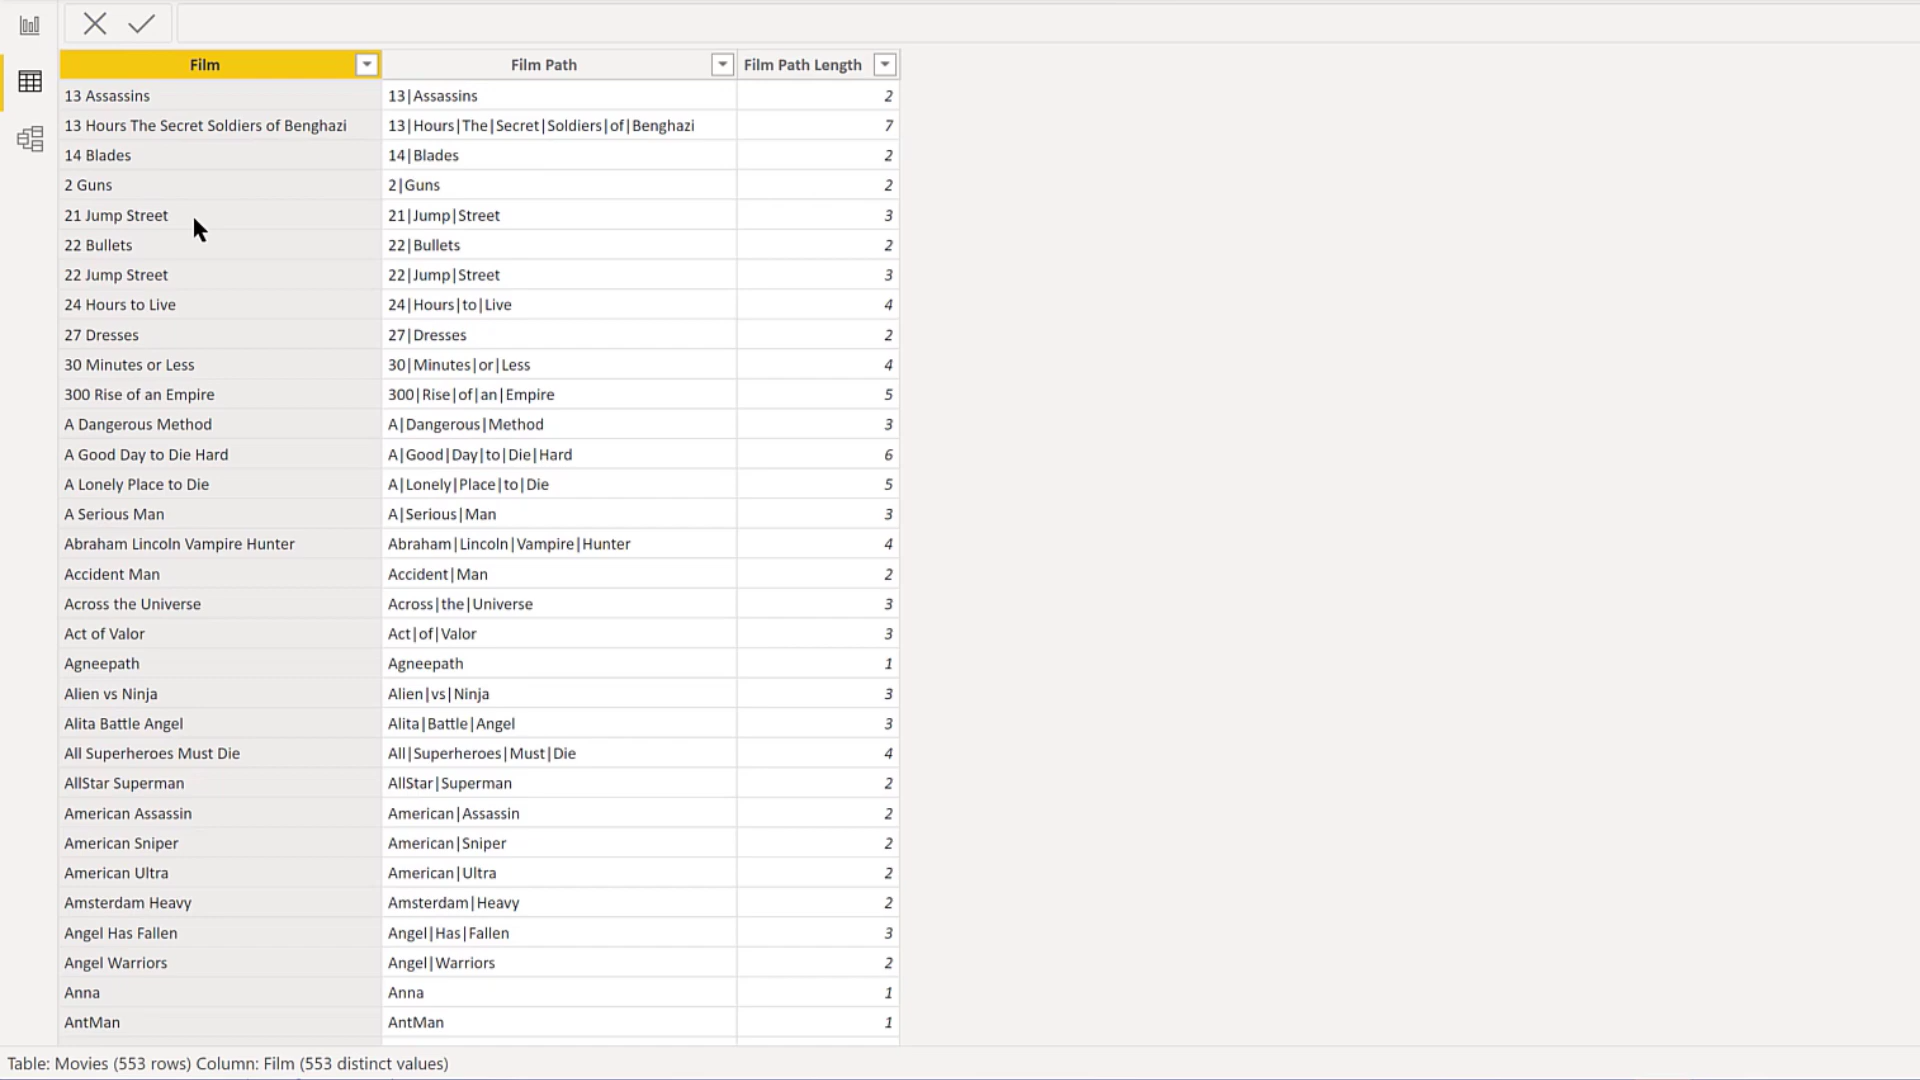 Film Film Path Film Path Length
13 Assassins 13|Assassins 2
13 Hours The Secret Soldiers of Benghazi 13|Hours|The|Secret|Soldiers|of|Benghazi 7
14 Blades 14|Blades 2
2 Guns 2|Guns 2
21 Jump Street 21|Jump|Street 3
22 Bullets 22|Bullets 2
22 Jump Street 22|Jump|Street 3
24 Hours to Live 24|Hours|to|Live 4
27 Dresses 27|Dresses 2
30 Minutes or Less 30|Minutes|or|Less 4
300 Rise of an Empire 300|Rise|of|an|Empire 5
A Dangerous Method A|Dangerous|Method 3
A Good Day to Die Hard A|Good|Day|to|Die|Hard 6
A Lonely Place to Die A|Lonely|Place|to|Die 5
A Serious Man A|Serious|Man 3
Abraham Lincoln Vampire Hunter Abraham|Lincoln|Vampire|Hunter 4
Accident Man Accident|Man 2
Across the Universe Across|the|Universe 3
Act of Valor Act|of|Valor 3
Agneepath Agneepath 1
Alien vs Ninja Alien|vs|Ninja 3
Alita Battle Angel Alita|Battle|Angel 3
All Superheroes Must Die All|Superheroes|Must|Die 4
AllStar Superman AllStar|Superman 2
American Assassin American|Assassin 2
American Sniper American|Sniper 2
American Ultra American|Ultra 2
Amsterdam Heavy Amsterdam|Heavy 2
Angel Has Fallen Angel|Has|Fallen 3
Angel Warriors Angel|Warriors 2
Anna Anna 1
AntMan AntMan 1
Table: Movies (553 rows) Column: Film (553 distinct values)